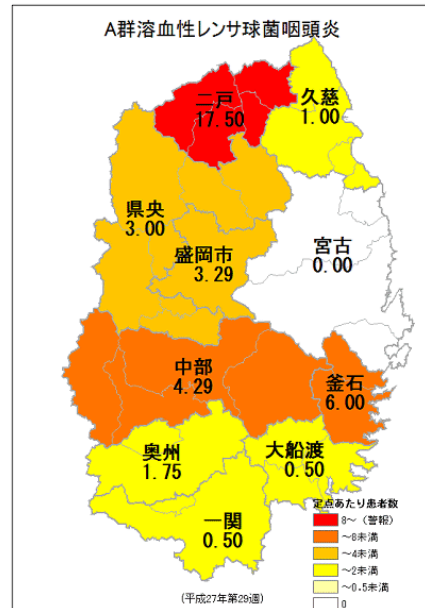 A群溶血性レンサ球菌咽頭炎
二戸
17.50
久慈
1.00
県央
3.00
盛岡市
3.29
宮古
0.00
中部
4.29
釜石
6.00
奥州
1.75
大船渡
0.50
一関
0.50
定点あたり患者数
8～（警報）
～8未満
～4未満
～2未満
～0.5未満
0
(平成27年第29週)